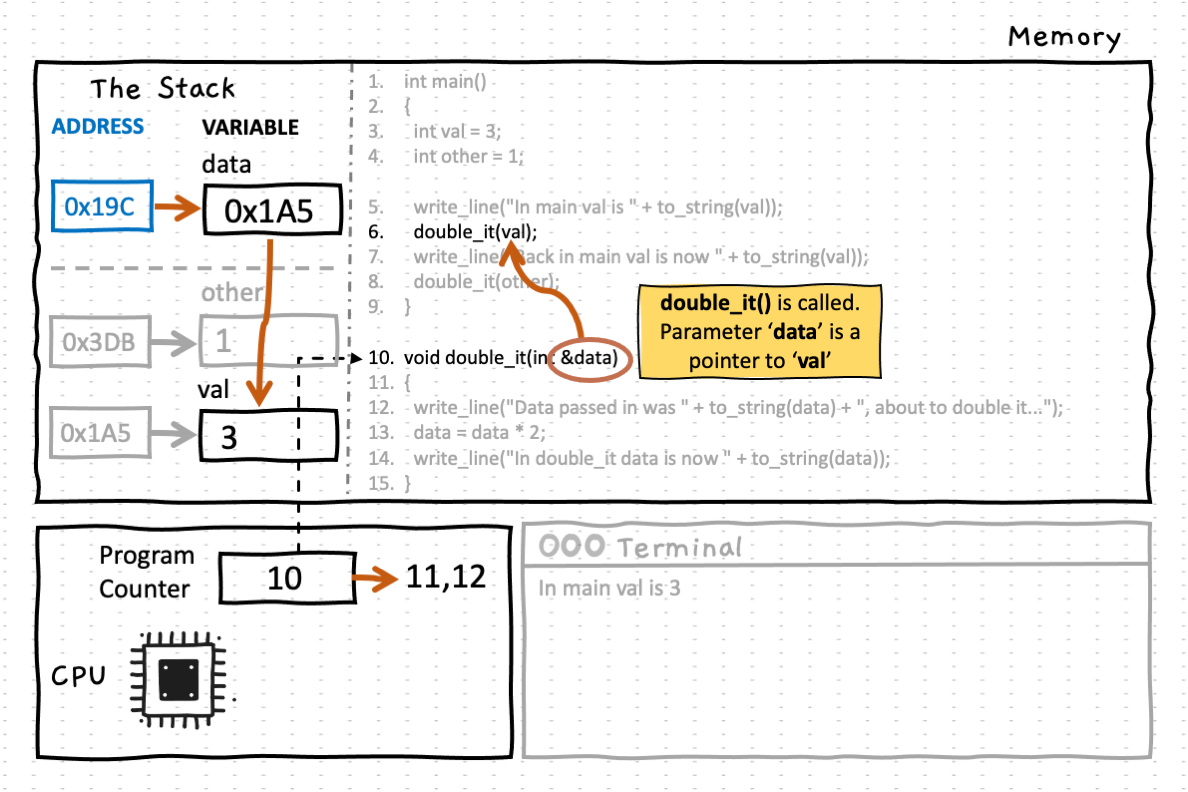 Memory
The Stack
ADDRESS VARIABLE
data
0x19C 0x1A5
other
0x3DB 1
val
0x1A5 3
1. int main()
2. {
3. int val = 3;
4. int other = 1;
5. write_line("In main val is " + to_string(val));
6. double_it(val);
7. write_line("Back in main val is now " + to_string(val));
8. double_it(other);
9. }
10. void double_it(int &data)
11. {
12. write_line("Data passed in was " + to_string(data) + ", about to double it...");
13. data = data * 2;
14. write_line("In double_it data is now " + to_string(data));
15. }
double_it() is called.
Parameter ‘data’ is a
pointer to ‘val’
Program
Counter
10 11,12
CPU
Terminal
In main val is 3